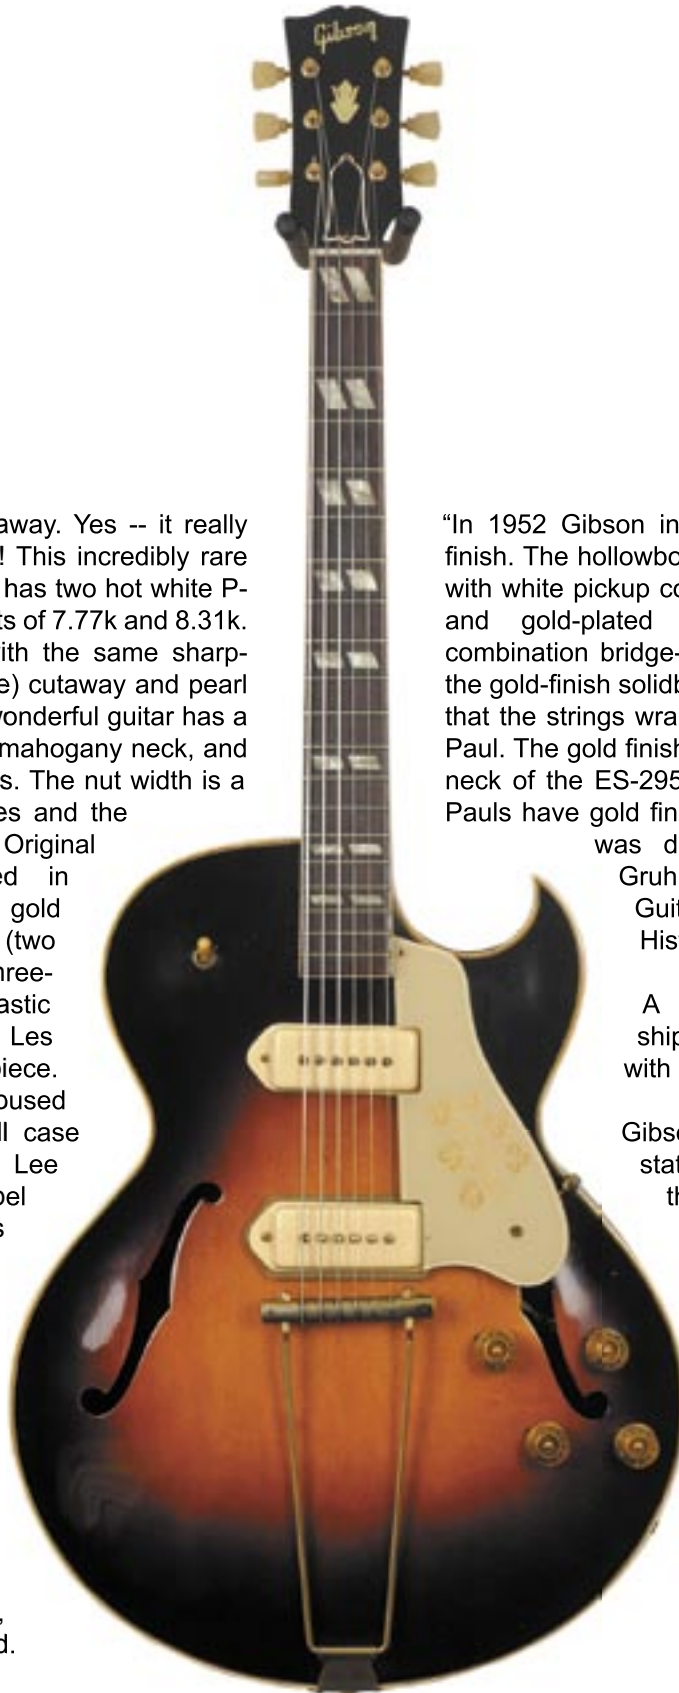 Gibson
away. Yes -- it really
! This incredibly rare
has two hot white P-
ts of 7.77k and 8.31k.
with the same sharp-
e) cutaway and pearl
wonderful guitar has a
mahogany neck, and
s. The nut width is a
es and the
Original
ed in
gold
(two
hree-
astic
Les
piece.
oused
ll case
Lee
bel
s
,
d.
“In 1952 Gibson in
finish. The hollowbo
with white pickup co
and gold-plated
combination bridge-
the gold-finish solidb
that the strings wra
Paul. The gold finish
neck of the ES-295
Pauls have gold fin
was d
Gruh
Guit
His
A
ship
with
Gibs
stat
th